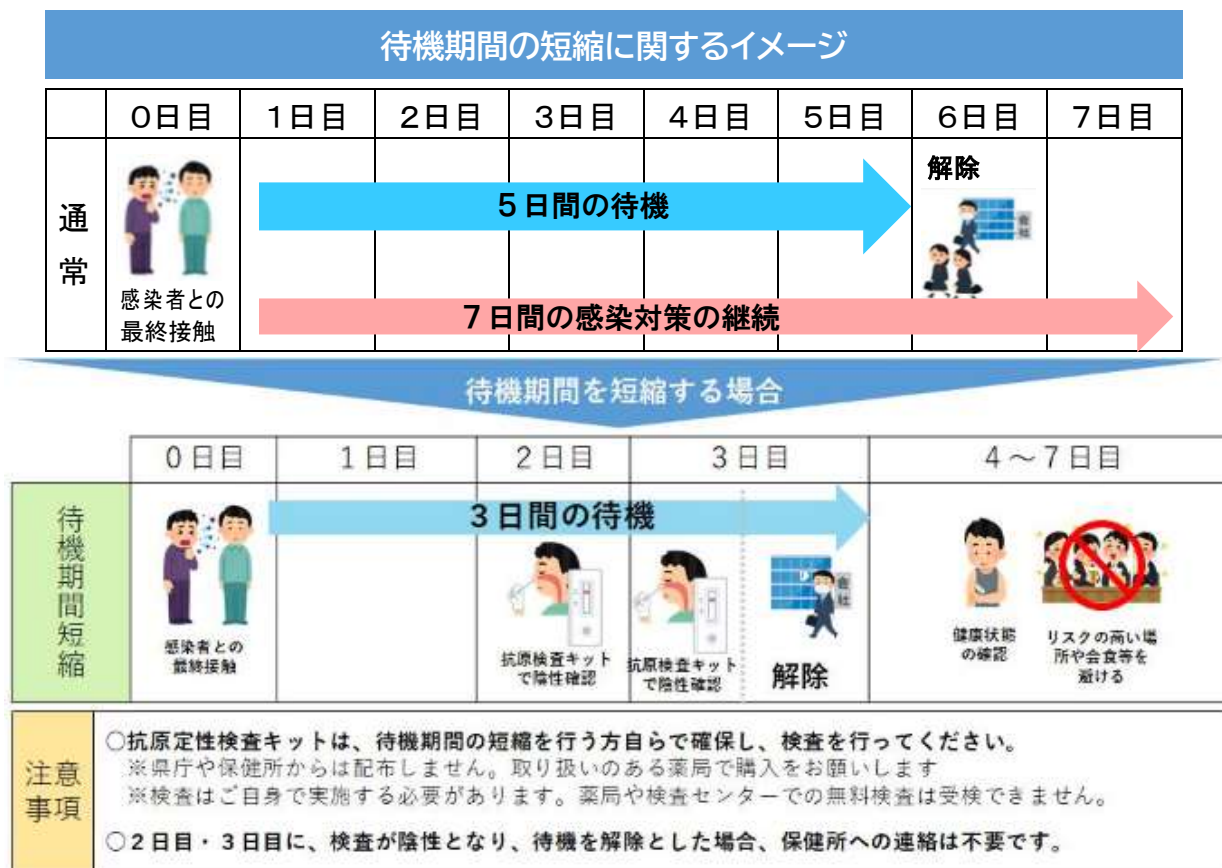 待機期間の短縮に関するイメージ
0日目 1日目 2日目 3日目 4日目 5日目 6日目 7日目
通常
感染者との
最終接触
5日間の待機
解除
会社
7日間の感染対策の継続
待機期間を短縮する場合
0日目 1日目 2日目 3日目 4～7日目
待機期間短縮
感染者との
最終接触
3日間の待機
抗原検査キット
で陰性確認
抗原検査キット
で陰性確認
会社
解除
健康状態
の確認
リスクの高い場
所や会食等を
避ける
注意
事項
○抗原定性検査キットは、待機期間の短縮を行う方自らで確保し、検査を行ってください。
※県庁や保健所からは配布しません。取り扱いのある薬局で購入をお願いします
※検査はご自身で実施する必要があります。薬局や検査センターでの無料検査は受検できません。
○2日目・3日目に、検査が陰性となり、待機を解除とした場合、保健所への連絡は不要です。